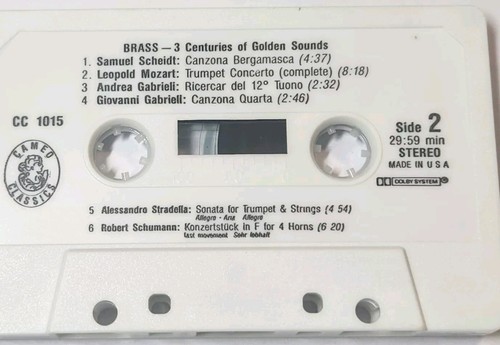 BRASS — 3 Centuries of Golden Sounds
1. Samuel Scheidt: Canzona Bergamasca (4:37)
2. Leopold Mozart: Trumpet Concerto (complete) (8:18)
3 Andrea Gabrieli: Ricercar del 12º Tuono (2:32)
4 Giovanni Gabrieli: Canzona Quarta (2:46)
CC 1015
Side 2
29:59 min
STEREO
MADE IN USA
DOLBY SYSTEM®
CAMEO CLASSICS
5 Alessandro Stradella: Sonata for Trumpet & Strings (4 54)
Allegro - Aria Allegro
6 Robert Schumann: Konzertstück in F for 4 Horns (6 20)
last movement Sehr lebhaft